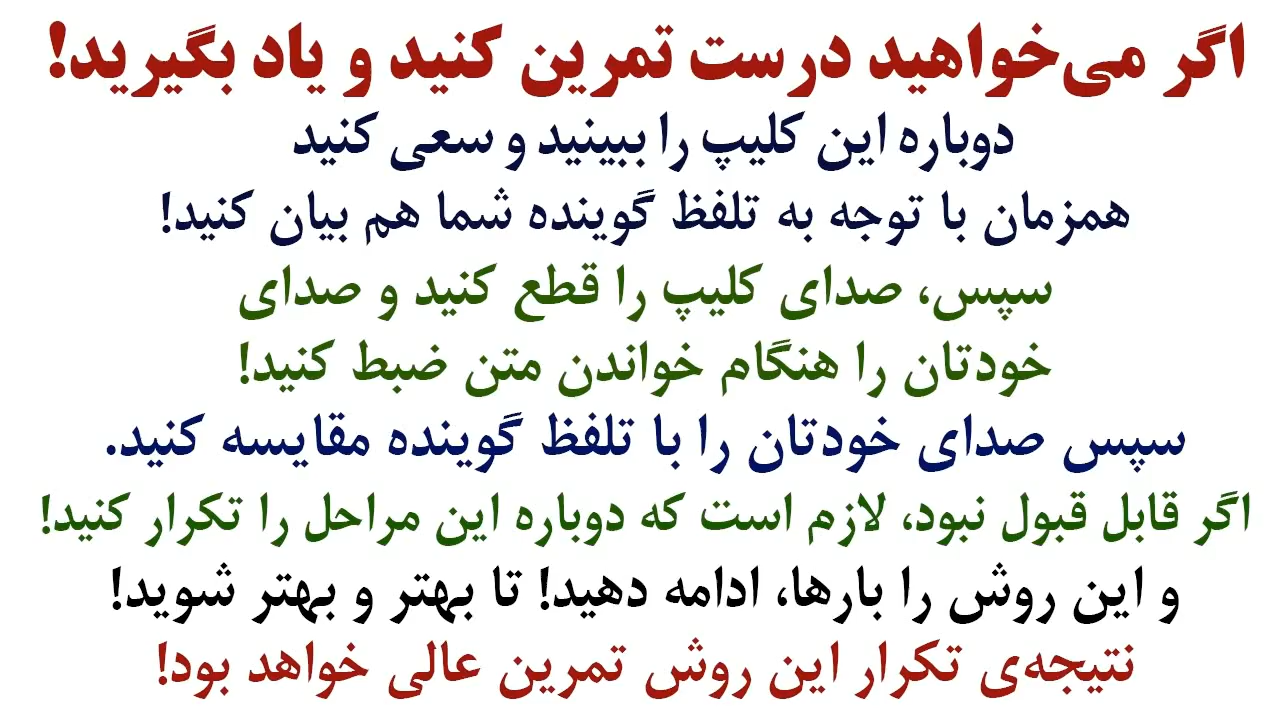 اگر می‌خواهید درست تمرین کنید و یاد بگیرید!
دوباره این کلیپ را ببینید و سعی کنید
همزمان با توجه به تلفظ گوینده شما هم بیان کنید!
سپس، صدای کلیپ را قطع کنید و صدای
خودتان را هنگام خواندن متن ضبط کنید!
سپس صدای خودتان را با تلفظ گوینده مقایسه کنید.
اگر قابل قبول نبود، لازم است که دوباره این مراحل را تکرار کنید!
و این روش را بارها، ادامه دهید! تا بهتر و بهتر شوید!
نتیجه‌ی تکرار این روش تمرین عالی خواهد بود!